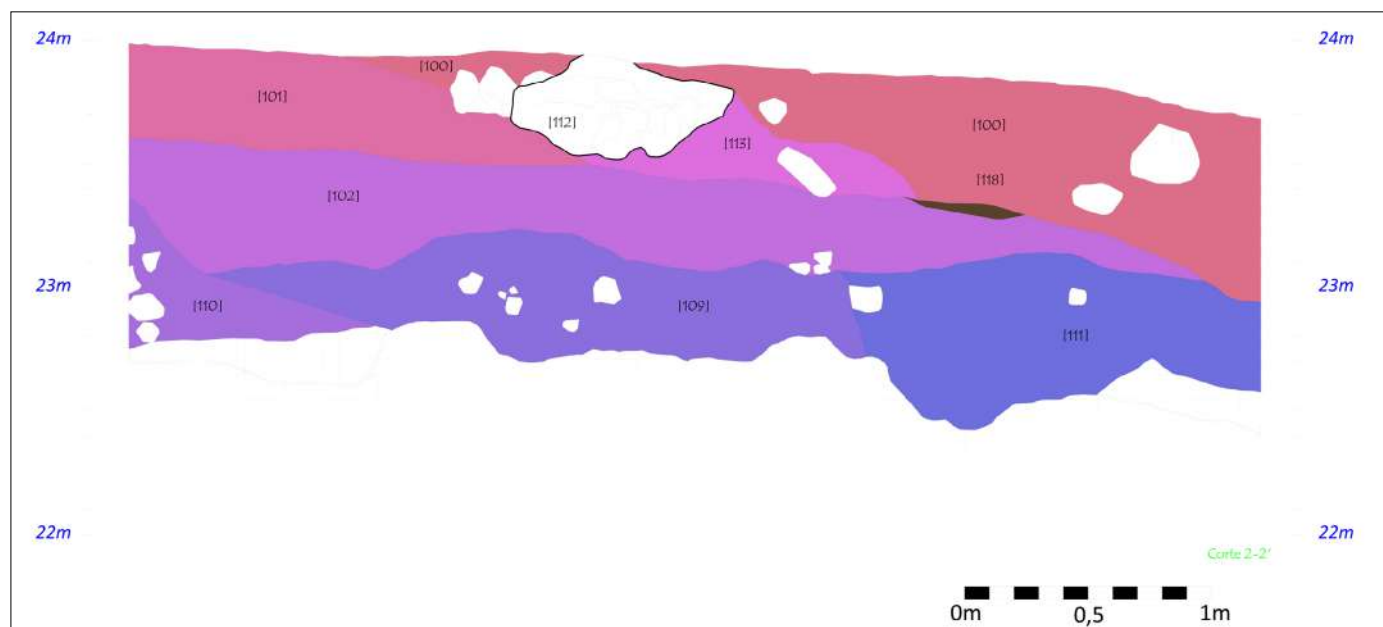 24m
24m
[100]
[101]
[112]
[100]
[113]
[118]
[102]
23m
23m
[110]
[109]
[111]
22m
22m
Corte 2-2'
0m
0,5
1m